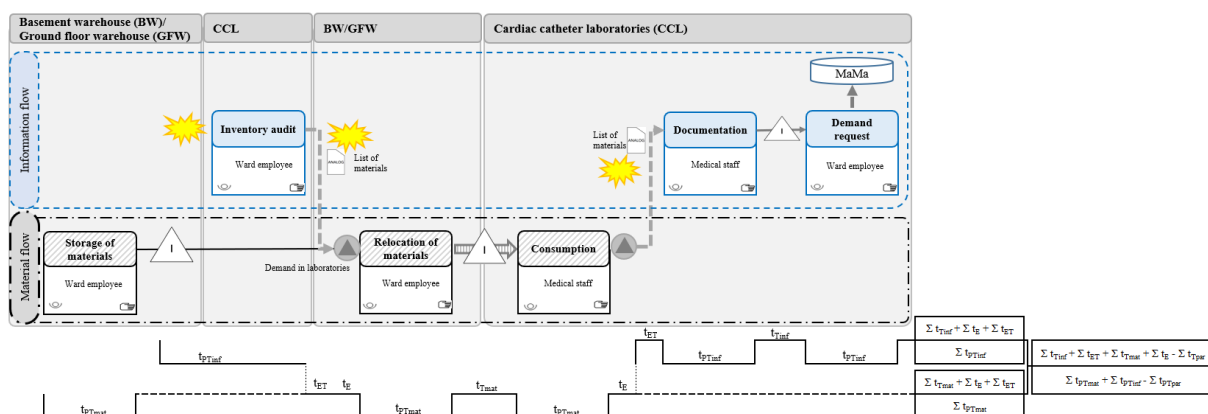 Basement warehouse (BW)/
Ground floor warehouse (GFW)
CCL
BW/GFW
Cardiac catheter laboratories (CCL)
Information flow
MaMa
Inventory audit
Ward employee
ANALOG
List of
materials
List of
materials
ANALOG
Documentation
Medical staff
I
Demand
request
Ward employee
Material flow
Storage of
materials
Ward employee
I
Demand in laboratories
Relocation of
materials
Ward employee
I
Consumption
Medical staff
tET
tTinf
Σ tTinf + Σ tE + Σ tET
tPTinf
tPTinf
tPTinf
Σ tPTinf
Σ tTinf + Σ tET + Σ tTmat + Σ tE - Σ tTpar
tET
tE
tTmat
tE
Σ tTmat + Σ tE + Σ tET
Σ tPTmat + Σ tPTinf - Σ tPTpar
tPTmat
tPTmat
tPTmat
Σ tPTmat